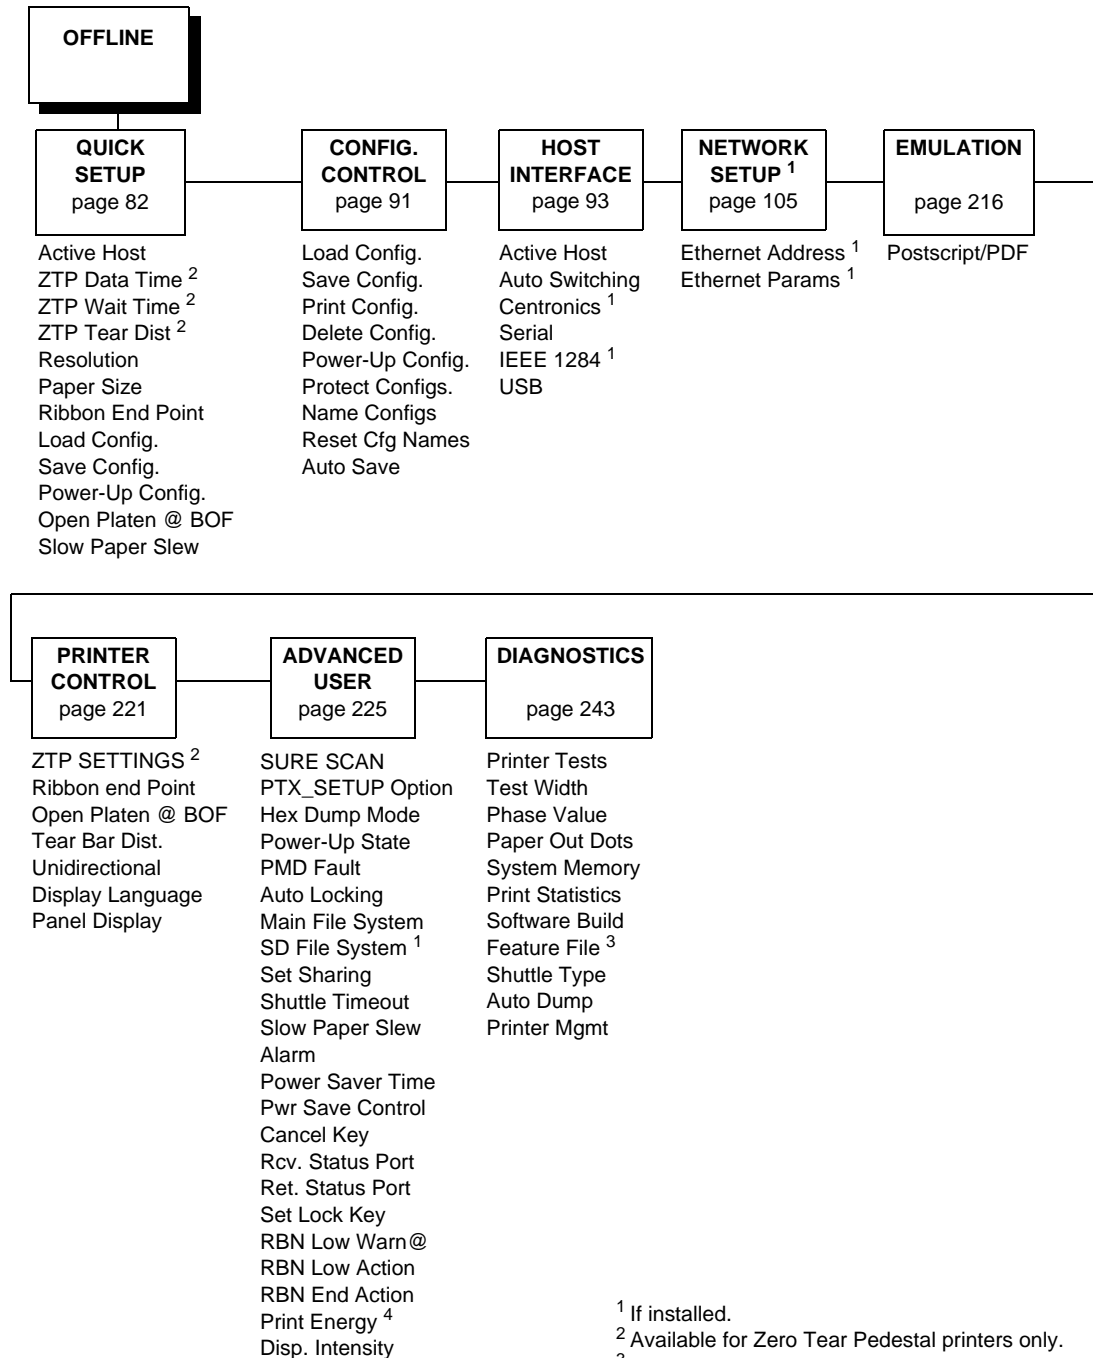 OFFLINE
QUICK
SETUP
page 82
Active Host
ZTP Data Time 2
ZTP Wait Time 2
ZTP Tear Dist 2
Resolution
Paper Size
Ribbon End Point
Load Config.
Save Config.
Power-Up Config.
Open Platen @ BOF
Slow Paper Slew
CONFIG.
CONTROL
page 91
Load Config.
Save Config.
Print Config.
Delete Config.
Power-Up Config.
Protect Configs.
Name Configs
Reset Cfg Names
Auto Save
HOST
INTERFACE
page 93
Active Host
Auto Switching
Centronics 1
Serial
IEEE 1284 1
USB
NETWORK
SETUP 1
page 105
Ethernet Address 1
Ethernet Params 1
EMULATION
page 216
Postscript/PDF
PRINTER
CONTROL
page 221
ZTP SETTINGS 2
Ribbon end Point
Open Platen @ BOF
Tear Bar Dist.
Unidirectional
Display Language
Panel Display
ADVANCED
USER
page 225
SURE SCAN
PTX_SETUP Option
Hex Dump Mode
Power-Up State
PMD Fault
Auto Locking
Main File System
SD File System 1
Set Sharing
Shuttle Timeout
Slow Paper Slew
Alarm
Power Saver Time
Pwr Save Control
Cancel Key
Rcv. Status Port
Ret. Status Port
Set Lock Key
RBN Low Warn@
RBN Low Action
RBN End Action
Print Energy 4
Disp. Intensity
DIAGNOSTICS
page 243
Printer Tests
Test Width
Phase Value
Paper Out Dots
System Memory
Print Statistics
Software Build
Feature File 3
Shuttle Type
Auto Dump
Printer Mgmt
1 If installed.
2 Available for Zero Tear Pedestal printers only.